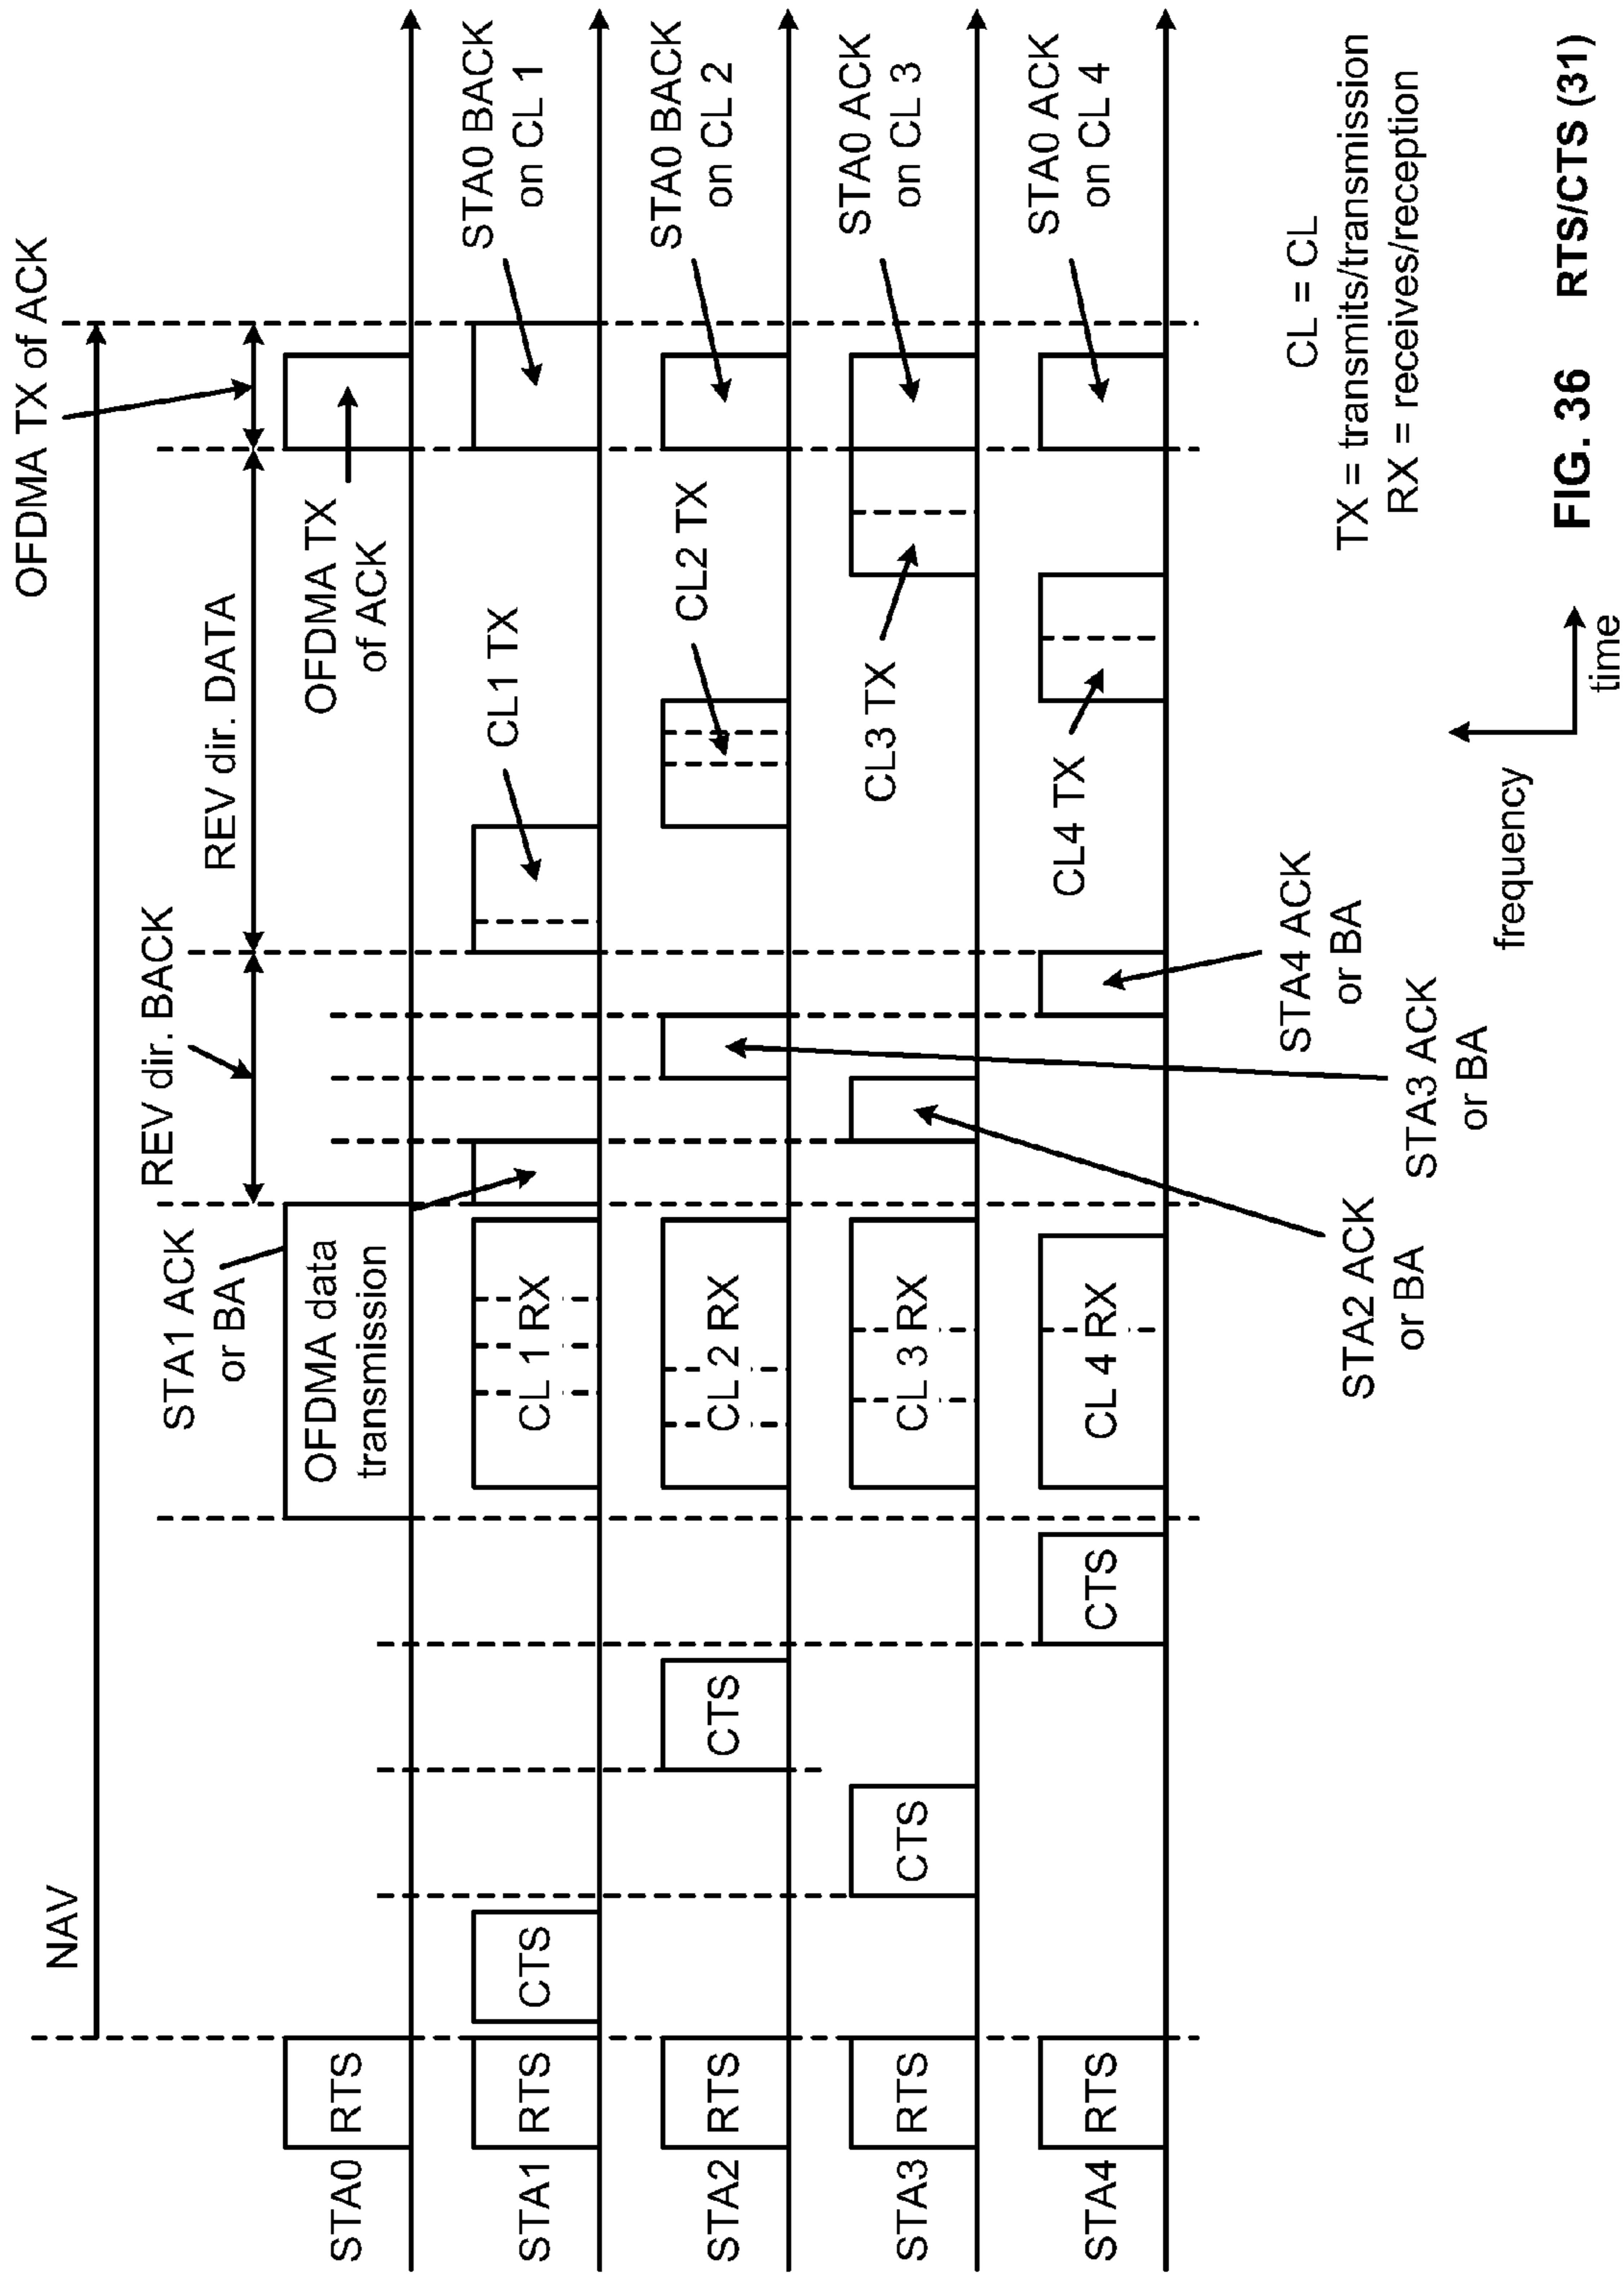 OFDMA TX of ACK
NAV
REV dir. BACK
REV dir. DATA
STA1 ACK
or BA
OFDMA TX
of ACK
STA0
RTS
OFDMA data
transmission
STA1
RTS
CTS
CL 1 RX
CL1 TX
STA0 BACK
on CL 1
STA2
RTS
CTS
CL 2 RX
CL2 TX
STA0 BACK
on CL 2
STA3
RTS
CTS
CL 3 RX
CL3 TX
STA0 ACK
on CL 3
STA4
RTS
CTS
CL 4 RX
CL4 TX
STA0 ACK
on CL 4
STA2 ACK
or BA
STA3 ACK
or BA
STA4 ACK
or BA
frequency
time
CL = CL
TX = transmits/transmission
RX = receives/reception
FIG. 36 RTS/CTS (31)